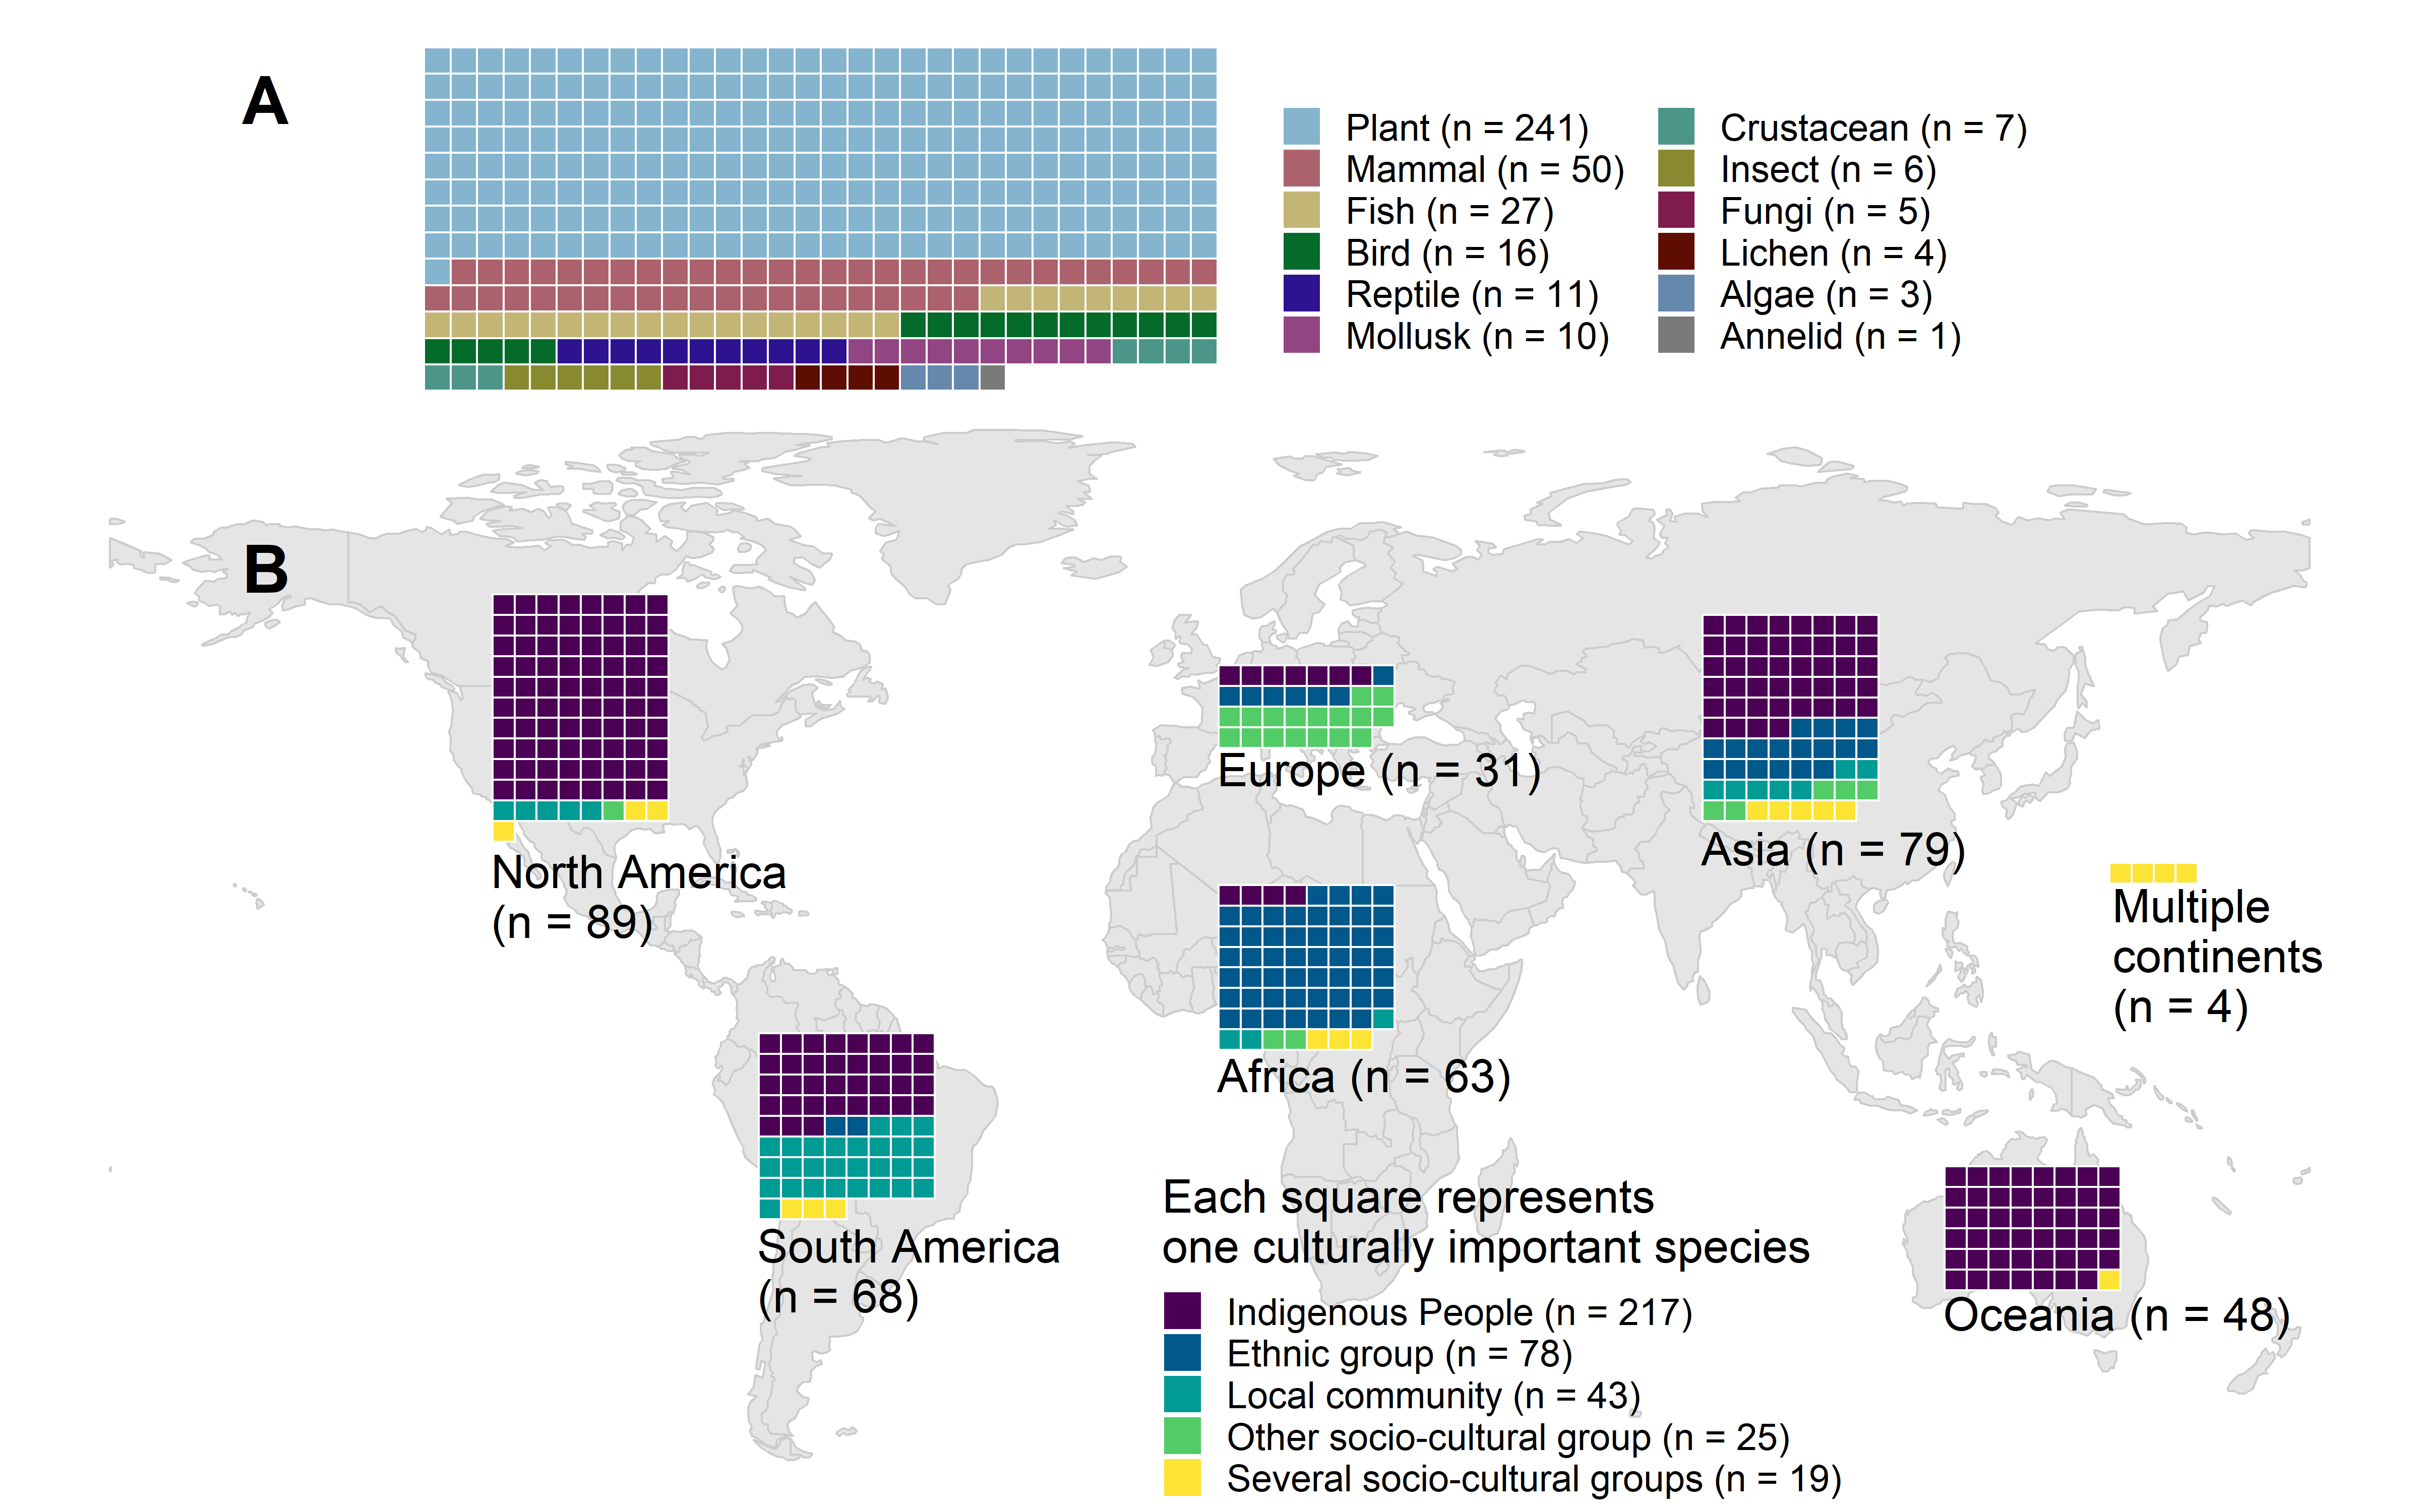 A
Plant (n = 241)
Mammal (n = 50)
Fish (n = 27)
Bird (n = 16)
Reptile (n = 11)
Mollusk (n = 10)
Crustacean (n = 7)
Insect (n = 6)
Fungi (n = 5)
Lichen (n = 4)
Algae (n = 3)
Annelid (n = 1)
B
North America
(n = 89)
Europe (n = 31)
Asia (n = 79)
Multiple
continents
(n = 4)
Africa (n = 63)
South America
(n = 68)
Oceania (n = 48)
Each square represents
one culturally important species
Indigenous People (n = 217)
Ethnic group (n = 78)
Local community (n = 43)
Other socio-cultural group (n = 25)
Several socio-cultural groups (n = 19)